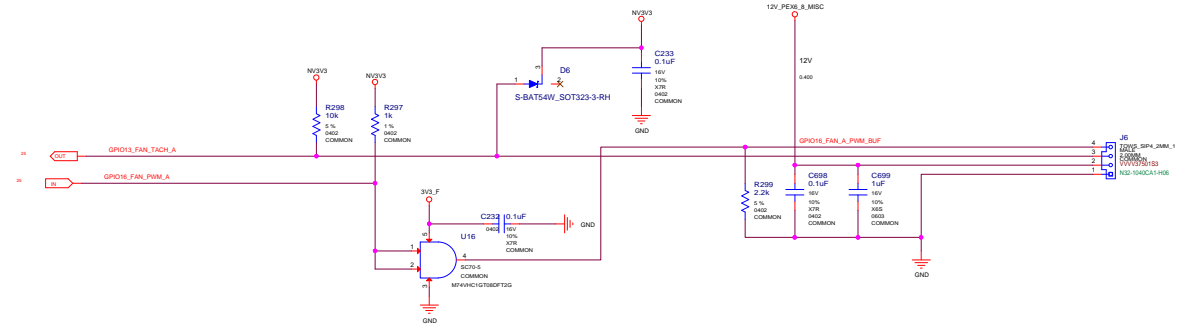 12V_PEX6_8_MISC
NV3V3
C233
0.1uF
16V
10%
X7R
0402
COMMON
GND
12V
0.400
3
D6
1
2
S-BAT54W_SOT323-3-RH
NV3V3
NV3V3
R298
10k
5 %
0402
COMMON
R297
1k
1 %
0402
COMMON
GPIO16_FAN_A_PWM_BUF
J6
4
3
2
1
TOWS_SIP4_2MM_1
MALE
2.00MM
COMMON
VVVV37501S3
N32-1040CA1-H06
OUT
GPIO13_FAN_TACH_A
IN
GPIO16_FAN_PWM_A
R299
2.2k
5 %
0402
COMMON
C698
0.1uF
16V
10%
X7R
0402
COMMON
C699
1uF
16V
10%
X6S
0603
COMMON
GND
3V3_F
C232
0.1uF
0402
16V
10%
X7R
COMMON
GND
5
U16
1
2
4
3
SC70-5
COMMON
M74VHC1GT08DFT2G
GND